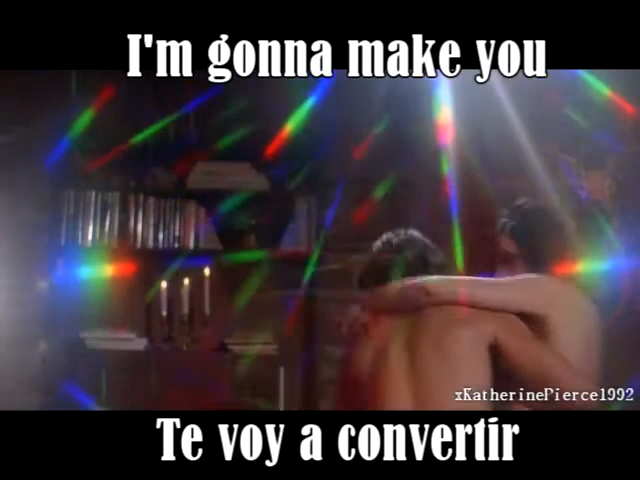 I'm gonna make you
xKatherinePierce1992
Te voy a convertir